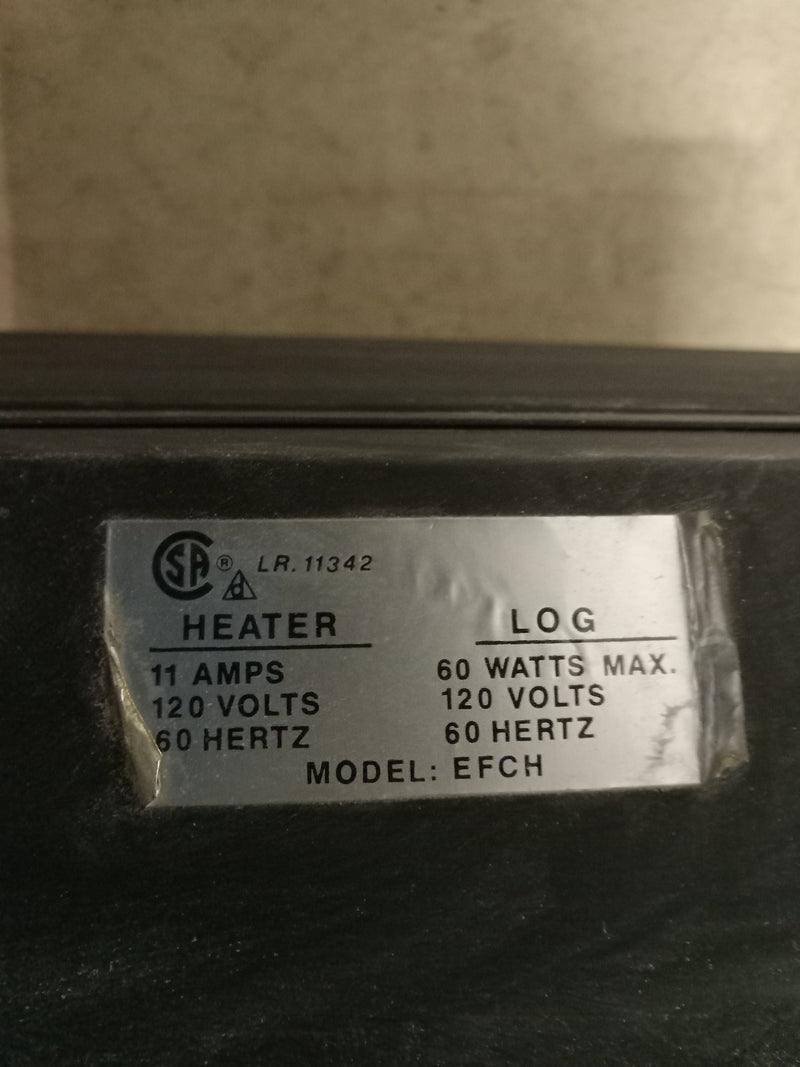 CSA ® LR. 11342
HEATER
11 AMPS
120 VOLTS
60 HERTZ
LOG
60 WATTS MAX.
120 VOLTS
60 HERTZ
MODEL: EFCH